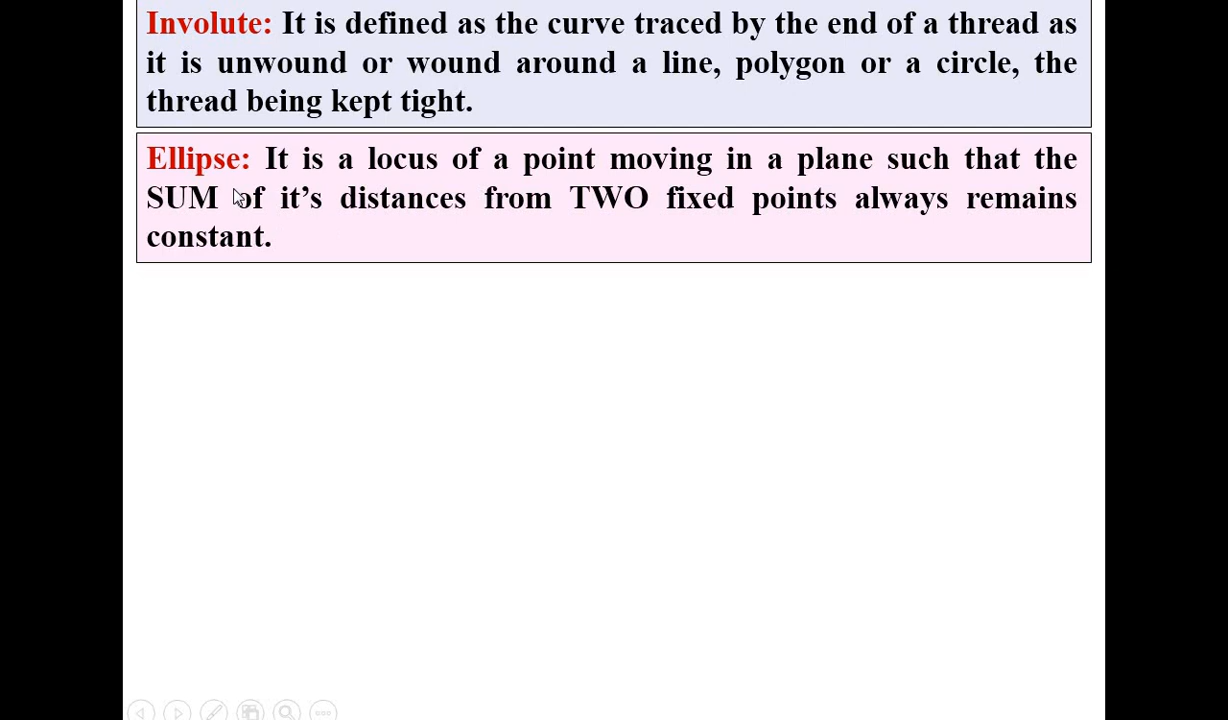 Involute: It is defined as the curve traced by the end of a thread as
it is unwound or wound around a line, polygon or a circle, the
thread being kept tight.
Ellipse: It is a locus of a point moving in a plane such that the
SUM of it’s distances from TWO fixed points always remains
constant.